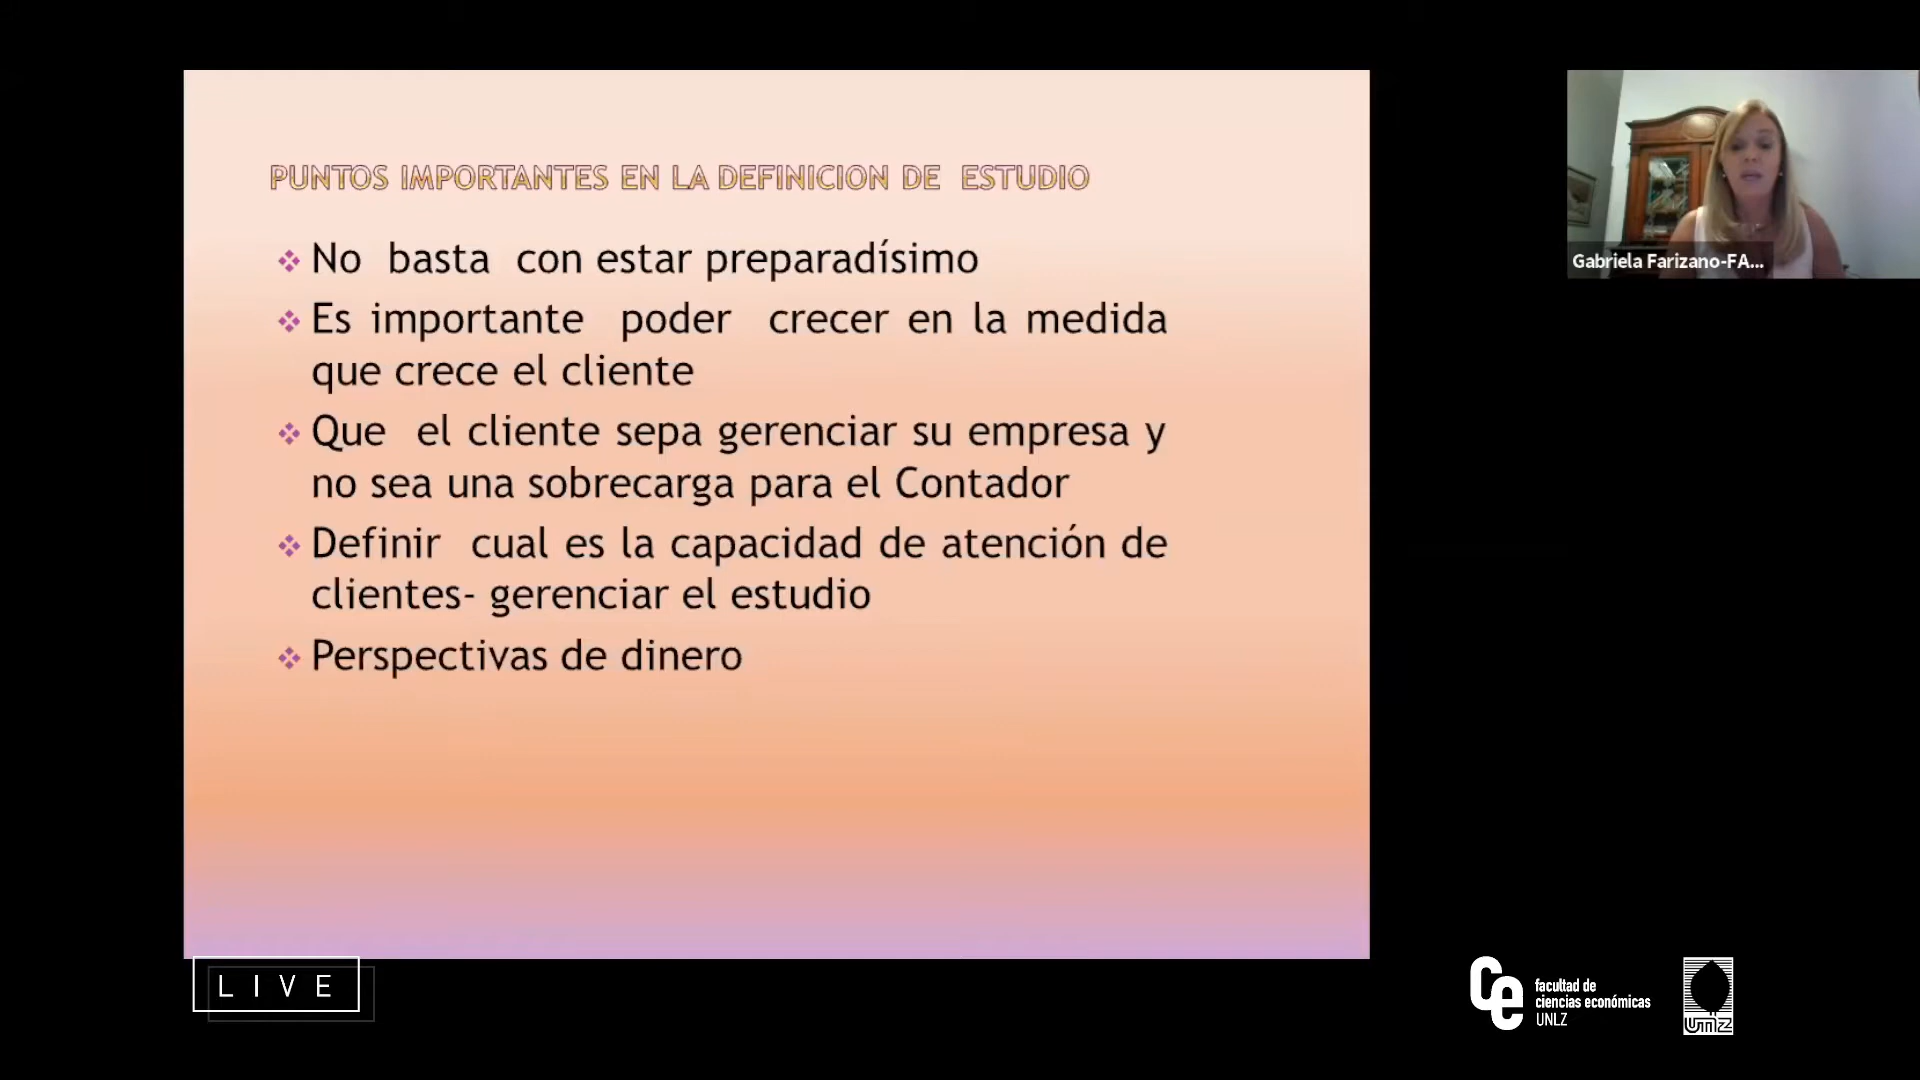 PUNTOS IMPORTANTES EN LA DEFINICION DE ESTUDIO
No basta con estar preparadísimo
Es importante poder crecer en la medida
que crece el cliente
Que el cliente sepa gerenciar su empresa y
no sea una sobrecarga para el Contador
Definir cual es la capacidad de atención de
clientes- gerenciar el estudio
Perspectivas de dinero
Gabriela Farizano-FA...
LIVE
ce
facultad de
ciencias económicas
UNLZ
unlz